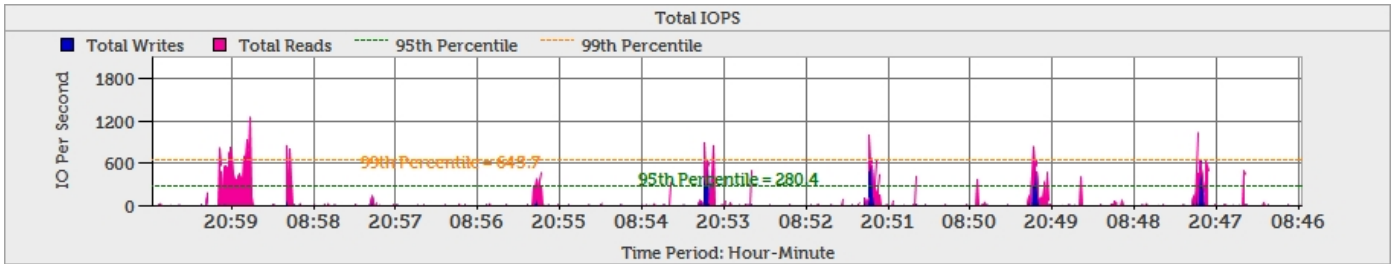 Total IOPS
Total Writes Total Reads 95th Percentile 99th Percentile
IO Per Second
1800
1200
600
0
99th Percentile = 645.7
95th Percentile = 280.4
20:59 08:58 20:57 08:56 20:55 08:54 20:53 08:52 20:51 08:50 20:49 08:48 20:47 08:46
Time Period: Hour-Minute